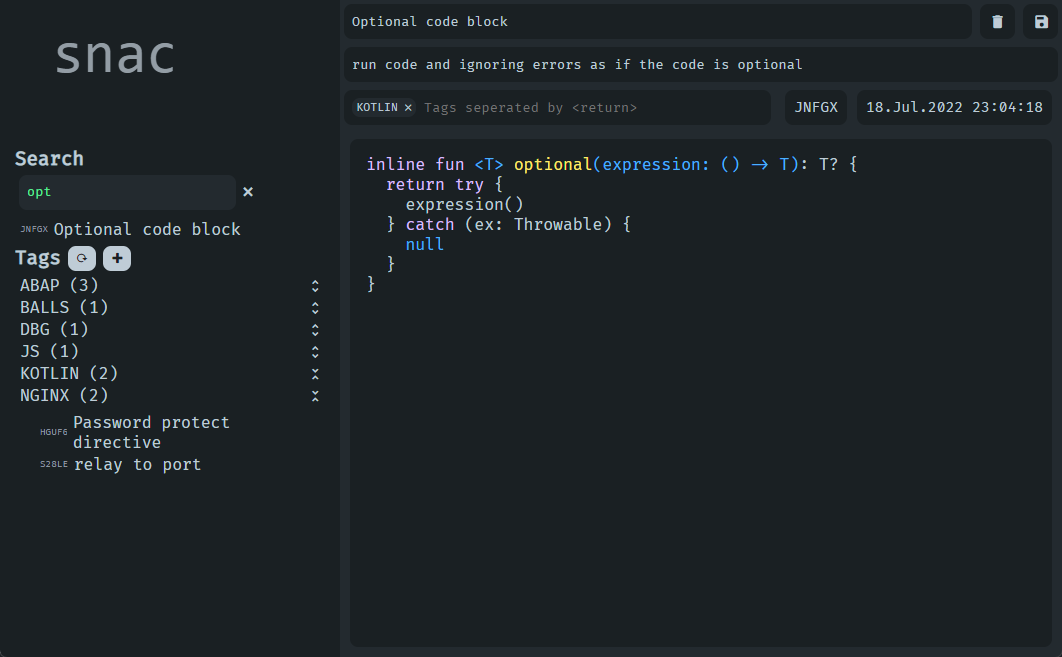 snac
Search
opt ×
JNFGX Optional code block
Tags
ABAP (3)
BALLS (1)
DBG (1)
JS (1)
KOTLIN (2)
NGINX (2)
HGUF6 Password protect
directive
S28LE relay to port
Optional code block
run code and ignoring errors as if the code is optional
KOTLIN × Tags seperated by <return>
JNFGX
18.Jul.2022 23:04:18
inline fun <T> optional(expression: () -> T): T? {
  return try {
    expression()
  } catch (ex: Throwable) {
    null
  }
}